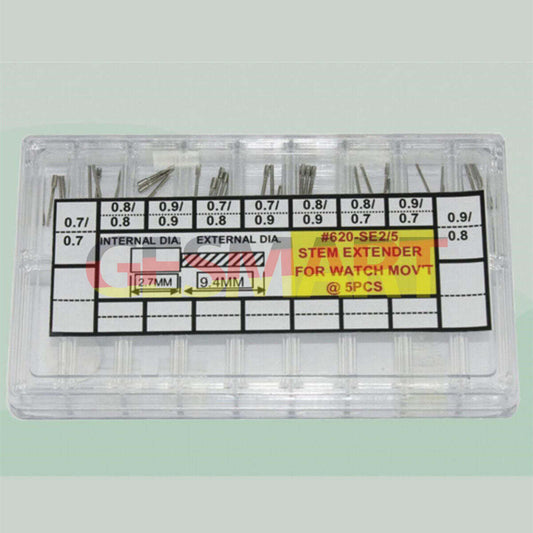 0.7/ 0.8/ 0.9/ 0.7/ 0.8/ 0.8/ 0.8/ 0.9/ 0.9/
0.7 0.8 0.9 0.8 0.9 0.9 0.7 0.7 0.8
INTERNAL DIA. EXTERNAL DIA.
2.7MM 9.4MM
#620-SE2/5
STEM EXTENDER
FOR WATCH MOV'T
@ 5PCS
GESMART